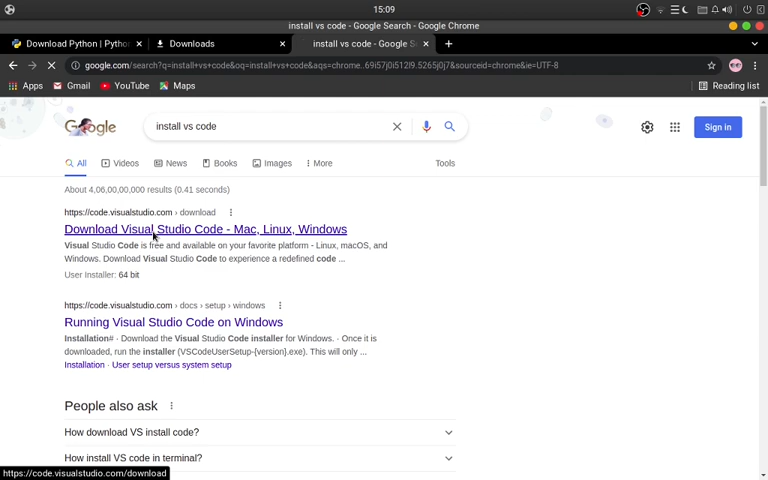 15:09
install vs code - Google Search - Google Chrome
Download Python | Pytho
Downloads
install vs code - Google Se
google.com/search?q=install+vs+code&oq=install+vs+code&aqs=chrome..69i57j0i512l9.5265j0j7&sourceid=chrome&ie=UTF-8
Apps Gmail YouTube Maps Reading list
Google
install vs code
Sign in
All Videos News Books Images More Tools
About 4,06,00,00,000 results (0.41 seconds)
https://code.visualstudio.com › download
Download Visual Studio Code - Mac, Linux, Windows
Visual Studio Code is free and available on your favorite platform - Linux, macOS, and
Windows. Download Visual Studio Code to experience a redefined code ...
User Installer: 64 bit
https://code.visualstudio.com › docs › setup › windows
Running Visual Studio Code on Windows
Installation# · Download the Visual Studio Code installer for Windows. · Once it is
downloaded, run the installer (VSCodeUserSetup-{version}.exe). This will only ...
Installation · User setup versus system setup
People also ask
How download VS install code?
How install VS code in terminal?
https://code.visualstudio.com/download